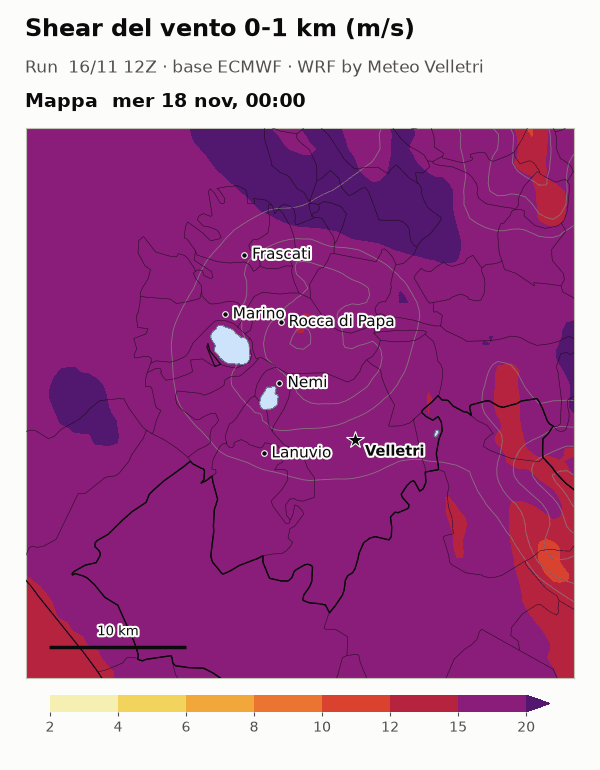 Shear del vento 0-1 km (m/s)
Run  16/11 12Z · base ECMWF · WRF by Meteo Velletri
Mappa  mer 18 nov, 00:00
Frascati
Marino
Rocca di Papa
Nemi
Velletri
Lanuvio
10 km
2 4 6 8 10 12 15 20